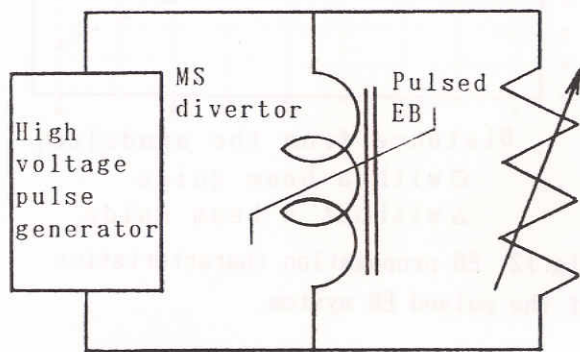 High
voltage
pulse
generator
MS
divertor
Pulsed
EB